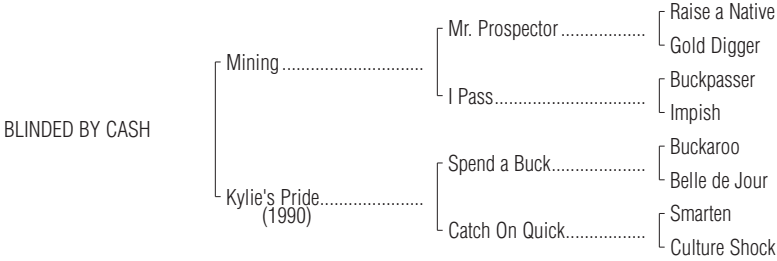 Raise a Native
Mr. Prospector...................
Gold Digger
Mining.............................
Buckpasser
I Pass................................
Impish
BLINDED BY CASH
Buckaroo
Spend a Buck....................
Belle de Jour
Kylie's Pride......................
(1990)
Smarten
Catch On Quick.................
Culture Shock